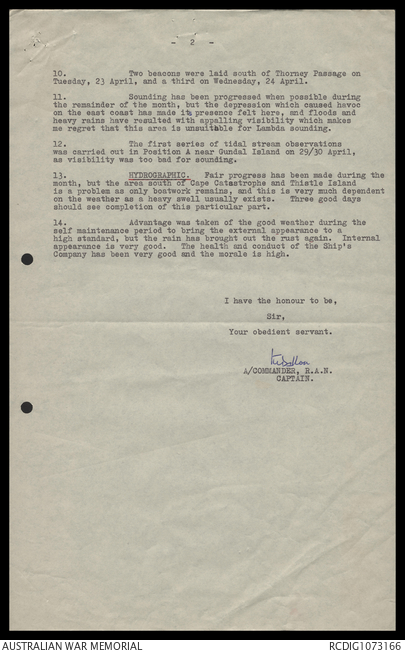 - 2 -
10. Two beacons were laid south of Thorney Passage on
Tuesday, 23 April, and a third on Wednesday, 24 April.
11. Sounding has been progressed when possible during
the remainder of the month, but the depression which caused havoc
on the east coast has made its presence felt here, and floods and
heavy rains have resulted with appalling visibility which makes
me regret that this area is unsuitable for Lambda sounding.
12. The first series of tidal stream observations
was carried out in Position A near Gundal Island on 29/30 April,
as visibility was too bad for sounding.
13. HYDROGRAPHIC. Fair progress has been made during the
month, but the area south of Cape Catastrophe and Thistle Island
is a problem as only boatwork remains, and this is very much dependent
on the weather as a heavy swell usually exists. Three good days
should see completion of this particular part.
14. Advantage was taken of the good weather during the
self maintenance period to bring the external appearance to a
high standard, but the rain has brought out the rust again. Internal
appearance is very good. The health and conduct of the Ship's
Company has been very good and the morale is high.
I have the honour to be,
Sir,
Your obedient servant.
A/COMMANDER, R.A.N.
CAPTAIN.
AUSTRALIAN WAR MEMORIAL
RCDIG1073166